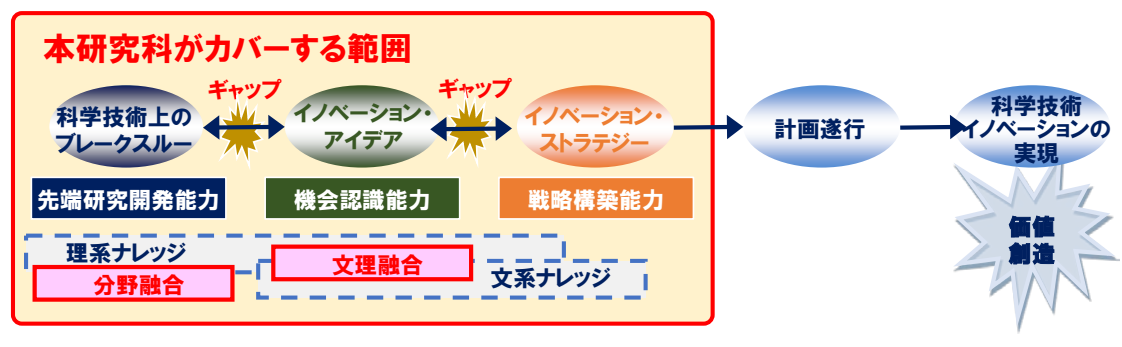 本研究科がカバーする範囲
ギャップ
ギャップ
科学技術上の
ブレークスルー
イノベーション・
アイデア
イノベーション・
ストラテジー
計画遂行
科学技術
イノベーションの
実現
先端研究開発能力
機会認識能力
戦略構築能力
価値
創造
理系ナレッジ
分野融合
文理融合
文系ナレッジ